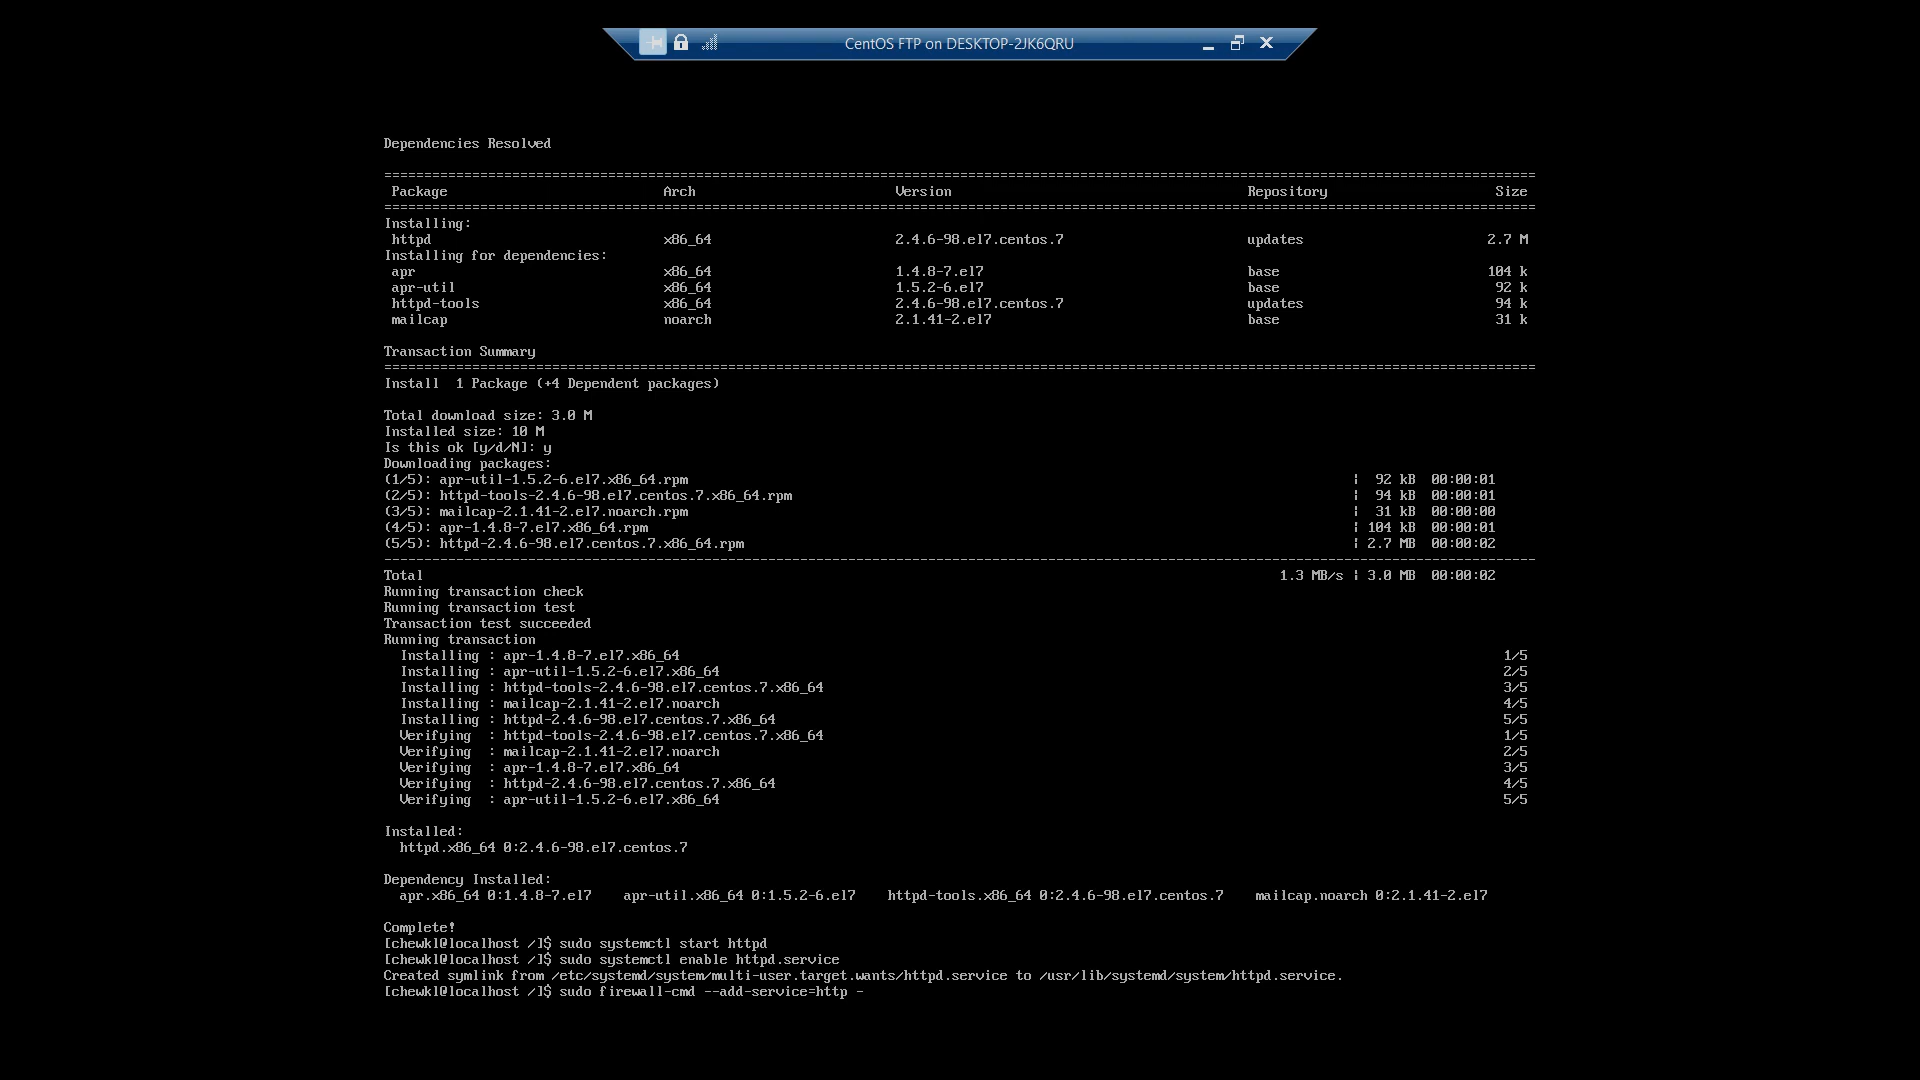 CentOS FTP on DESKTOP-2JK6QRU
Dependencies Resolved
================================================================================================================================================
Package Arch Version Repository Size
================================================================================================================================================
Installing:
httpd x86_64 2.4.6-98.el7.centos.7 updates 2.7 M
Installing for dependencies:
apr x86_64 1.4.8-7.el7 base 104 k
apr-util x86_64 1.5.2-6.el7 base 92 k
httpd-tools x86_64 2.4.6-98.el7.centos.7 updates 94 k
mailcap noarch 2.1.41-2.el7 base 31 k
Transaction Summary
================================================================================================================================================
Install 1 Package (+4 Dependent packages)
Total download size: 3.0 M
Installed size: 10 M
Is this ok [y/d/N]: y
Downloading packages:
(1/5): apr-util-1.5.2-6.el7.x86_64.rpm | 92 kB 00:00:01
(2/5): httpd-tools-2.4.6-98.el7.centos.7.x86_64.rpm | 94 kB 00:00:01
(3/5): mailcap-2.1.41-2.el7.noarch.rpm | 31 kB 00:00:00
(4/5): apr-1.4.8-7.el7.x86_64.rpm | 104 kB 00:00:01
(5/5): httpd-2.4.6-98.el7.centos.7.x86_64.rpm | 2.7 MB 00:00:02
------------------------------------------------------------------------------------------------------------------------------------------------
Total 1.3 MB/s | 3.0 MB 00:00:02
Running transaction check
Running transaction test
Transaction test succeeded
Running transaction
Installing : apr-1.4.8-7.el7.x86_64 1/5
Installing : apr-util-1.5.2-6.el7.x86_64 2/5
Installing : httpd-tools-2.4.6-98.el7.centos.7.x86_64 3/5
Installing : mailcap-2.1.41-2.el7.noarch 4/5
Installing : httpd-2.4.6-98.el7.centos.7.x86_64 5/5
Verifying : httpd-tools-2.4.6-98.el7.centos.7.x86_64 1/5
Verifying : mailcap-2.1.41-2.el7.noarch 2/5
Verifying : apr-1.4.8-7.el7.x86_64 3/5
Verifying : httpd-2.4.6-98.el7.centos.7.x86_64 4/5
Verifying : apr-util-1.5.2-6.el7.x86_64 5/5
Installed:
httpd.x86_64 0:2.4.6-98.el7.centos.7
Dependency Installed:
apr.x86_64 0:1.4.8-7.el7 apr-util.x86_64 0:1.5.2-6.el7 httpd-tools.x86_64 0:2.4.6-98.el7.centos.7 mailcap.noarch 0:2.1.41-2.el7
Complete!
[chewkl@localhost /]$ sudo systemctl start httpd
[chewkl@localhost /]$ sudo systemctl enable httpd.service
Created symlink from /etc/systemd/system/multi-user.target.wants/httpd.service to /usr/lib/systemd/system/httpd.service.
[chewkl@localhost /]$ sudo firewall-cmd --add-service=http -